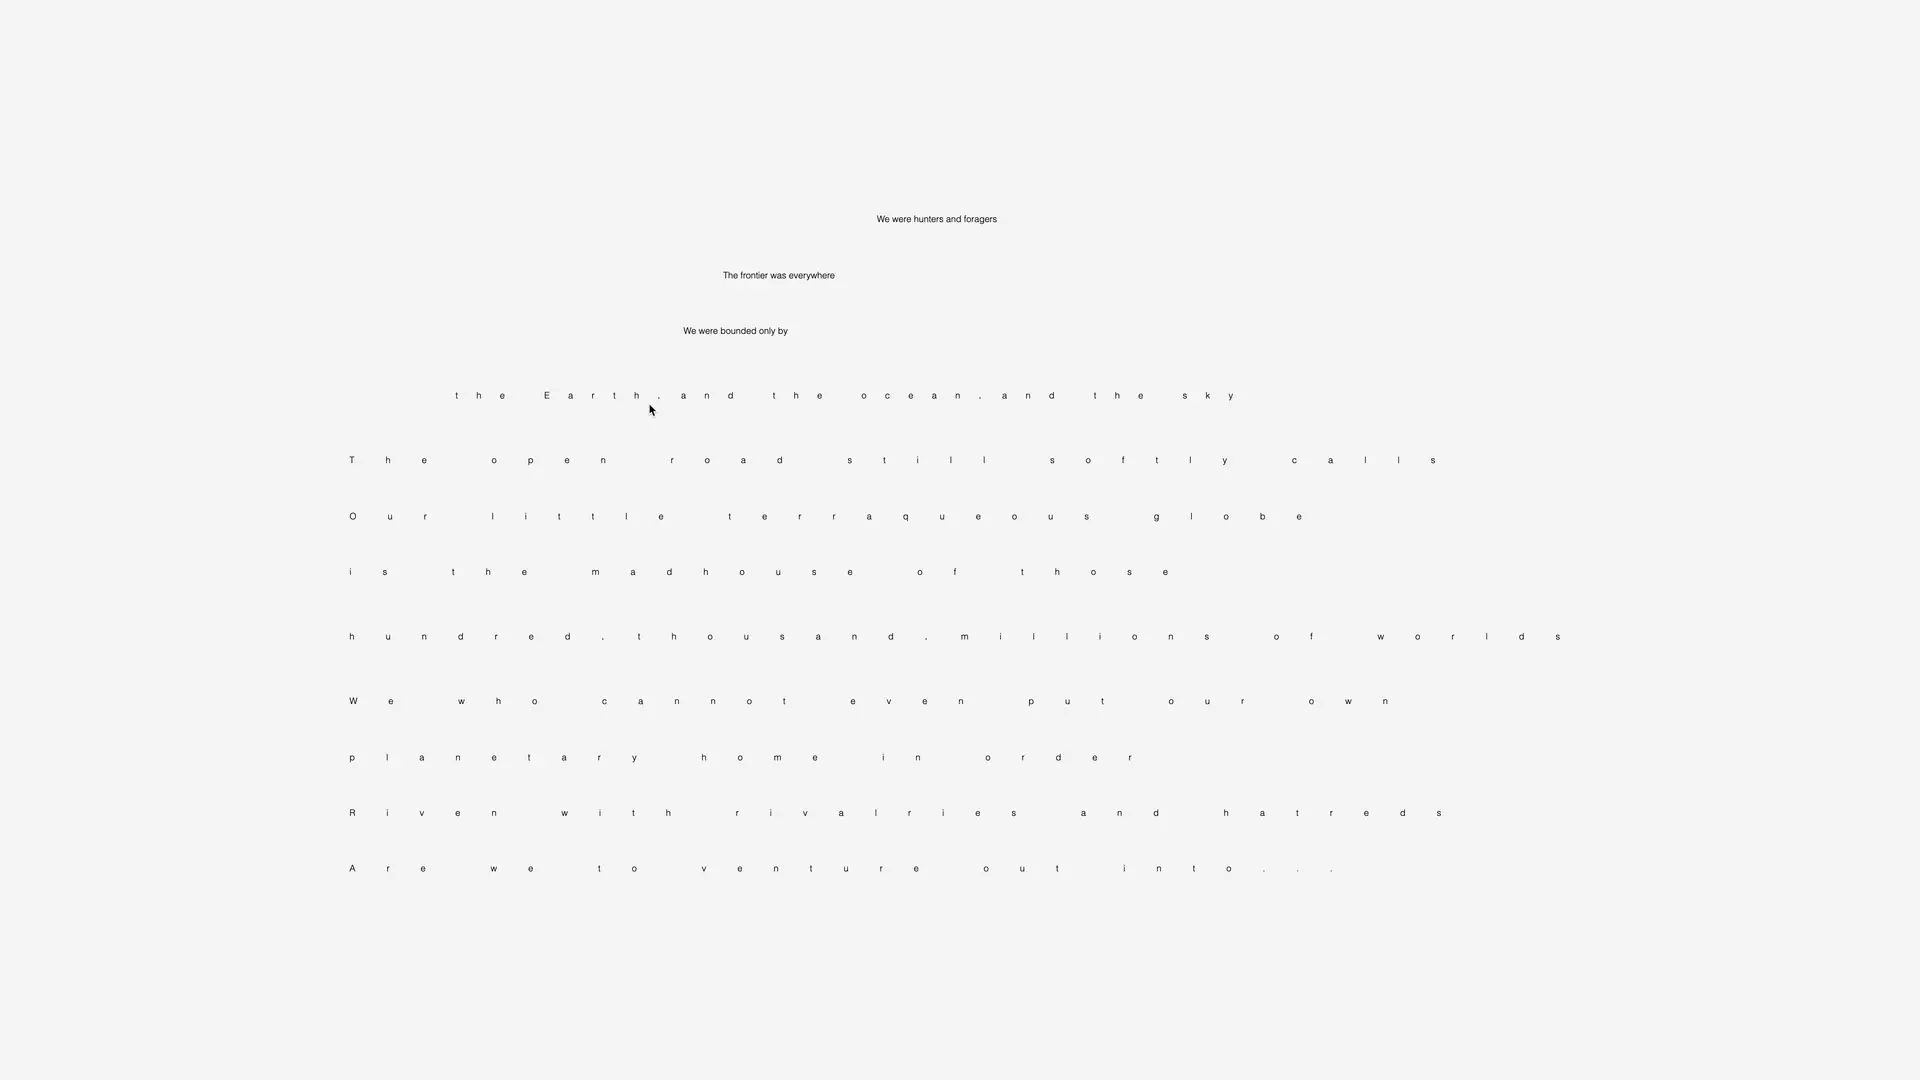 We were hunters and foragers
The frontier was everywhere
We were bounded only by
the Earth, and the ocean, and the sky
The open road still softly calls
Our little terraqueous globe
is the madhouse of those
hundred, thousand, millions of worlds
We who cannot even put our own
planetary home in order
Riven with rivalries and hatreds
Are we to venture out into...